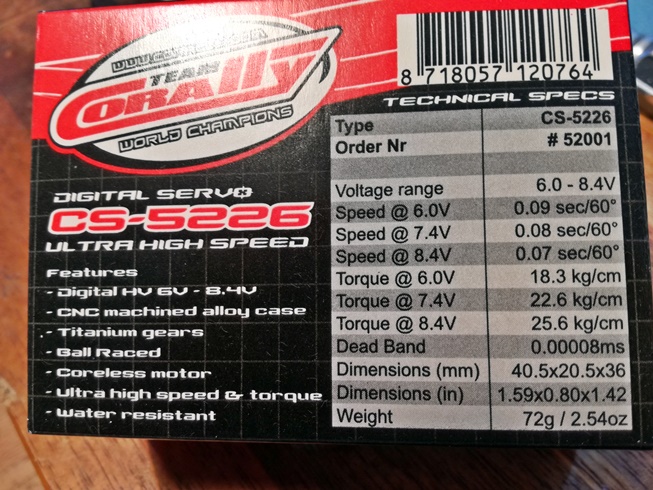 TEAM
CORALLY
WORLD CHAMPIONS
8 718057 120764
TECHNICAL SPECS
Type CS-5226
Order Nr # 52001
Voltage range 6.0 - 8.4V
Speed @ 6.0V 0.09 sec/60°
Speed @ 7.4V 0.08 sec/60°
Speed @ 8.4V 0.07 sec/60°
Torque @ 6.0V 18.3 kg/cm
Torque @ 7.4V 22.6 kg/cm
Torque @ 8.4V 25.6 kg/cm
Dead Band 0.00008ms
Dimensions (mm) 40.5x20.5x36
Dimensions (in) 1.59x0.80x1.42
Weight 72g / 2.54oz
DIGITAL SERVO
CS-5226
ULTRA HIGH SPEED
Features
- Digital HV 6V - 8.4V
- CNC machined alloy case
- Titanium gears
- Ball Raced
- Coreless motor
- Ultra high speed & torque
- Water resistant